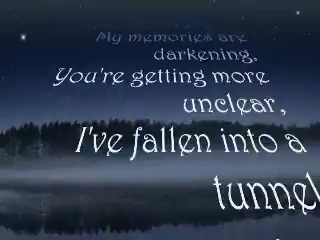 My memories are
darkening,
You're getting more
unclear,
I've fallen into a
tunnel